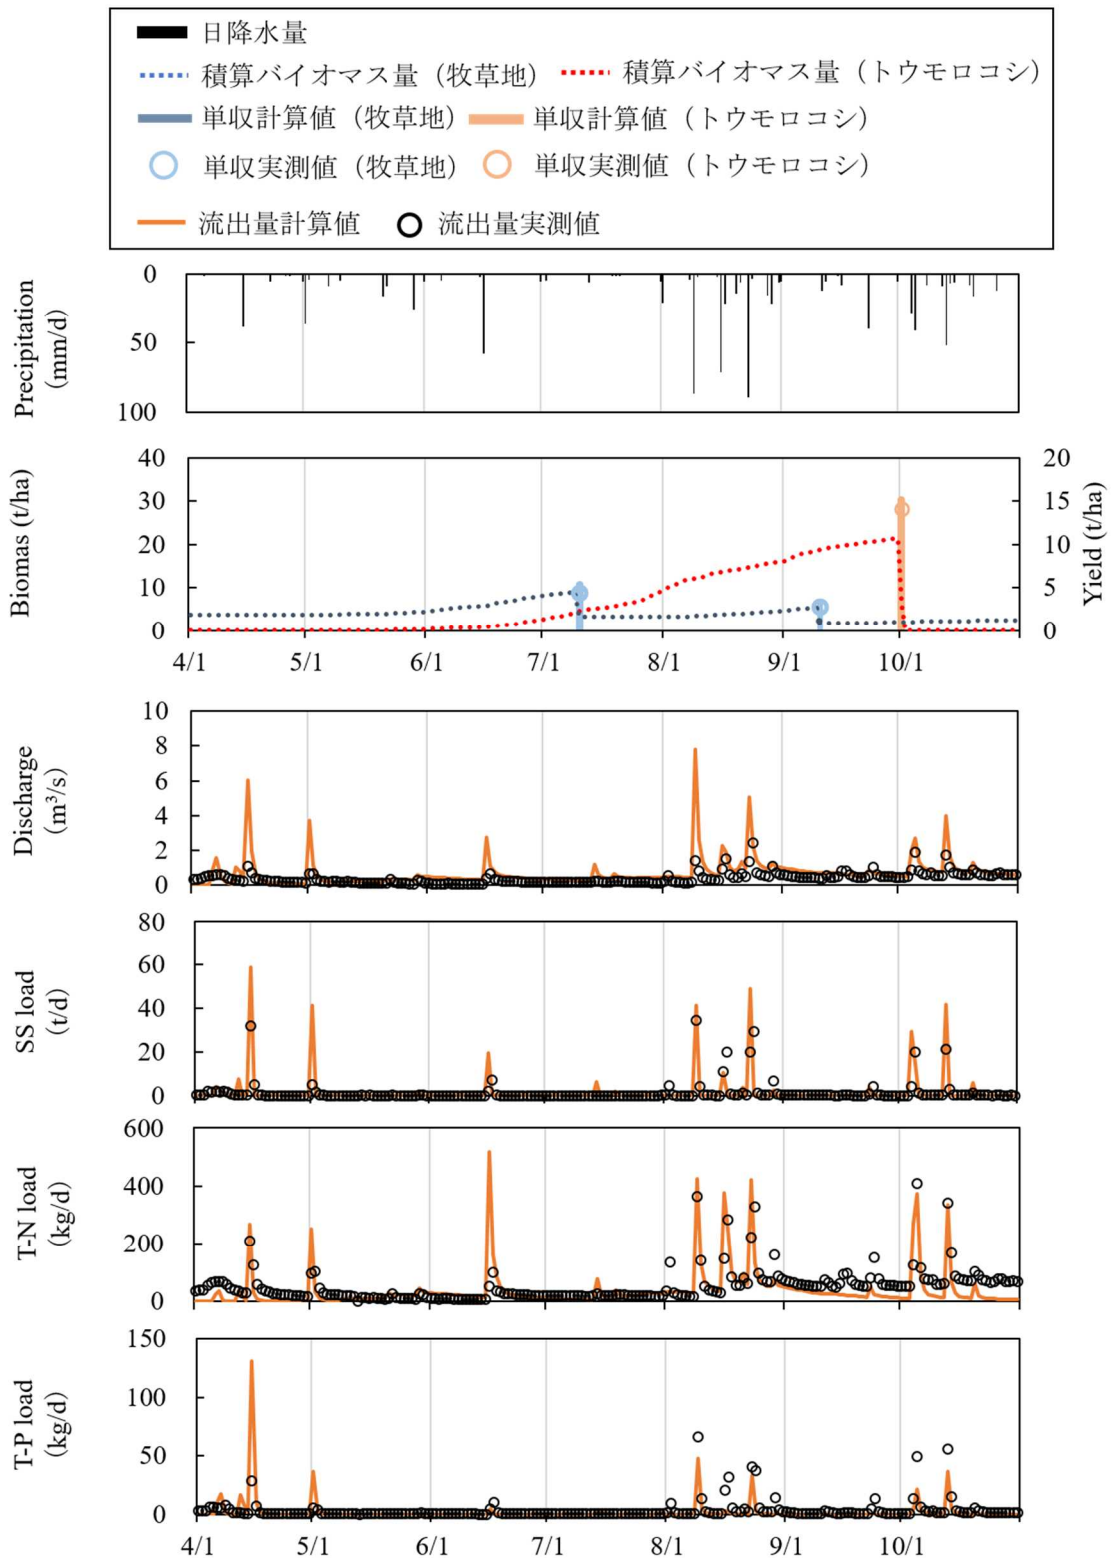 日降水量
積算バイオマス量（牧草地） 積算バイオマス量（トウモロコシ）
単収計算値（牧草地） 単収計算値（トウモロコシ）
単収実測値（牧草地） 単収実測値（トウモロコシ）
流出量計算値 流出量実測値
Precipitation
(mm/d)
0
50
100
Biomas (t/ha)
40
30
20
10
0
20
15
10
5
0
Yield (t/ha)
4/1 5/1 6/1 7/1 8/1 9/1 10/1
Discharge
(m³/s)
10
8
6
4
2
0
SS load
(t/d)
80
60
40
20
0
T-N load
(kg/d)
600
400
200
0
T-P load
(kg/d)
150
100
50
0
4/1 5/1 6/1 7/1 8/1 9/1 10/1